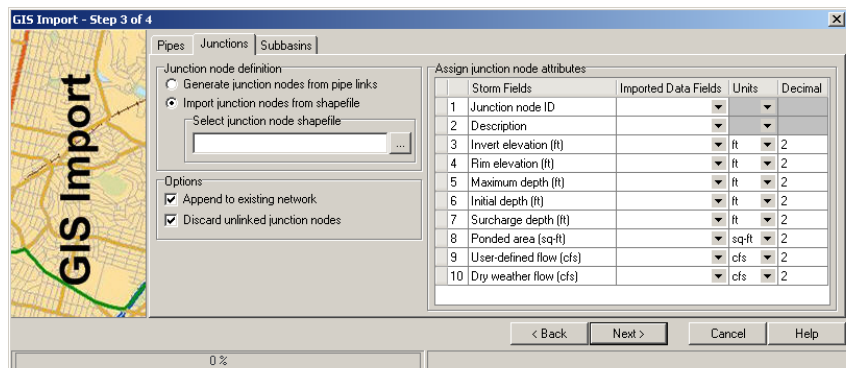 GIS Import - Step 3 of 4
GIS Import
Pipes Junctions Subbasins
Junction node definition
Generate junction nodes from pipe links
Import junction nodes from shapefile
Select junction node shapefile
...
Options
Append to existing network
Discard unlinked junction nodes
Assign junction node attributes
Storm Fields Imported Data Fields Units Decimal
1 Junction node ID
2 Description
3 Invert elevation (ft) ft 2
4 Rim elevation (ft) ft 2
5 Maximum depth (ft) ft 2
6 Initial depth (ft) ft 2
7 Surcharge depth (ft) ft 2
8 Ponded area (sq-ft) sq-ft 2
9 User-defined flow (cfs) cfs 2
10 Dry weather flow (cfs) cfs 2
< Back Next > Cancel Help
0 %